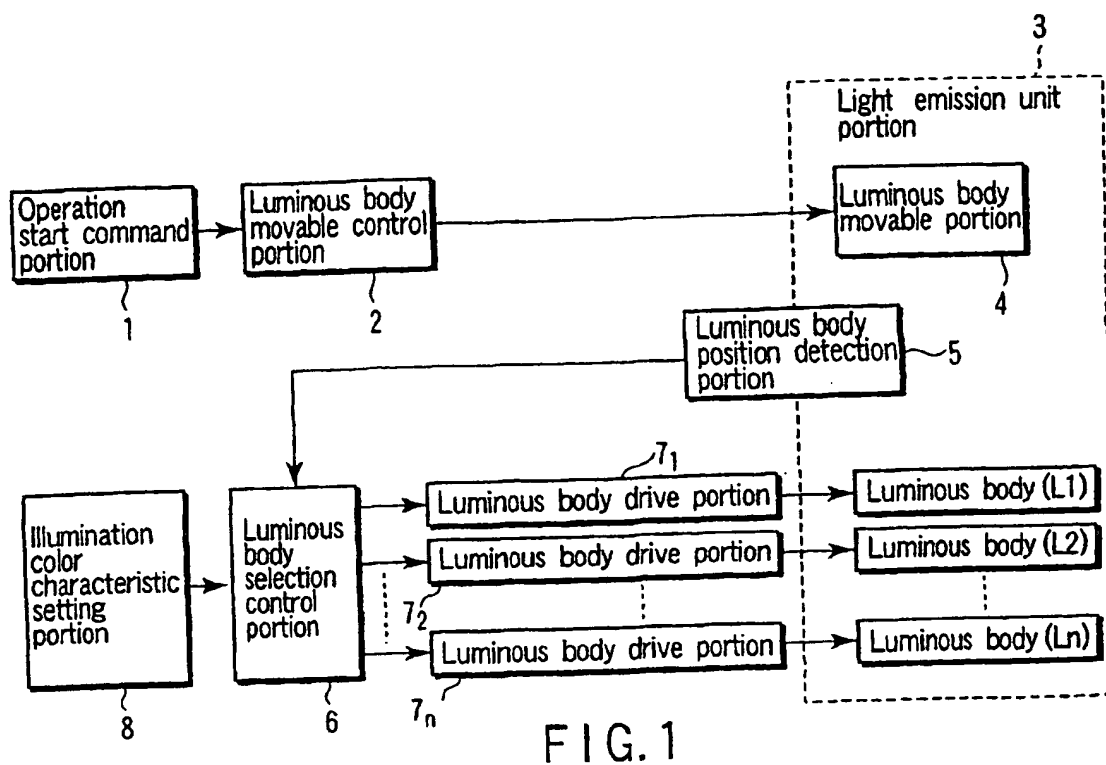 3
Light emission unit
portion
Operation
start command
portion
1
Luminous body
movable control
portion
2
Luminous body
movable portion
4
Luminous body
position detection
portion
5
Illumination
color
characteristic
setting
portion
8
Luminous
body
selection
control
portion
6
7₁
Luminous body drive portion
Luminous body (L1)
Luminous body drive portion
7₂
Luminous body (L2)
Luminous body drive portion
7ₙ
Luminous body (Ln)
FIG. 1